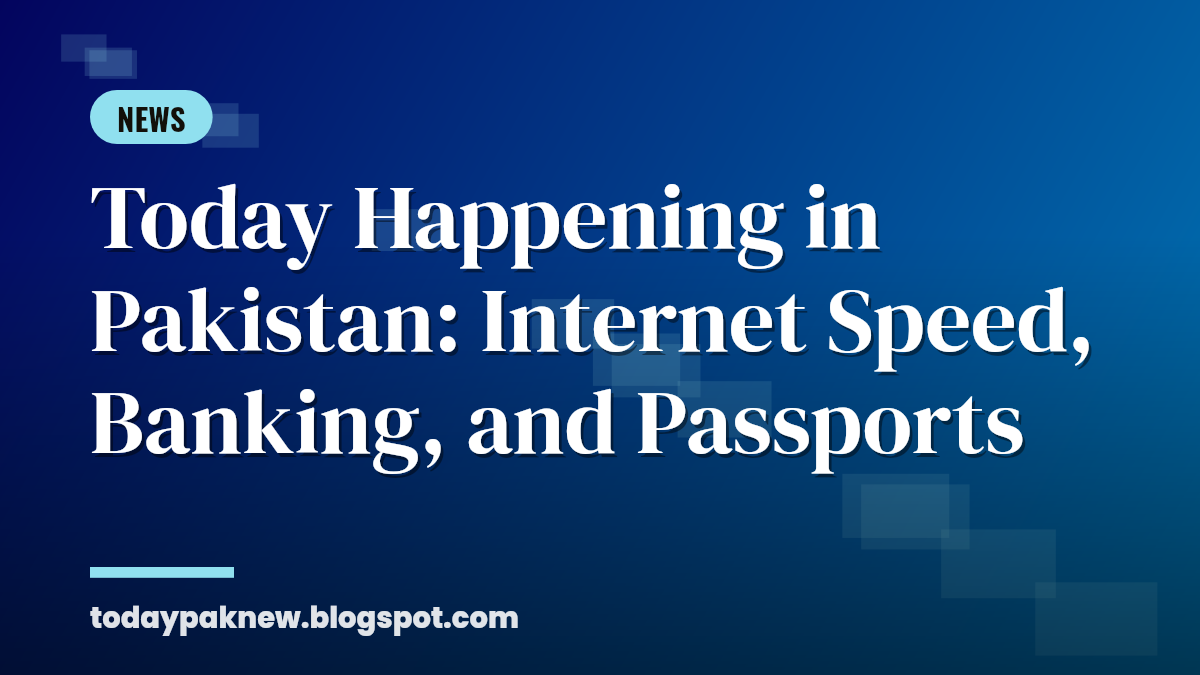 NEWS
Today Happening in
Pakistan: Internet Speed,
Banking, and Passports
todaypaknew.blogspot.com